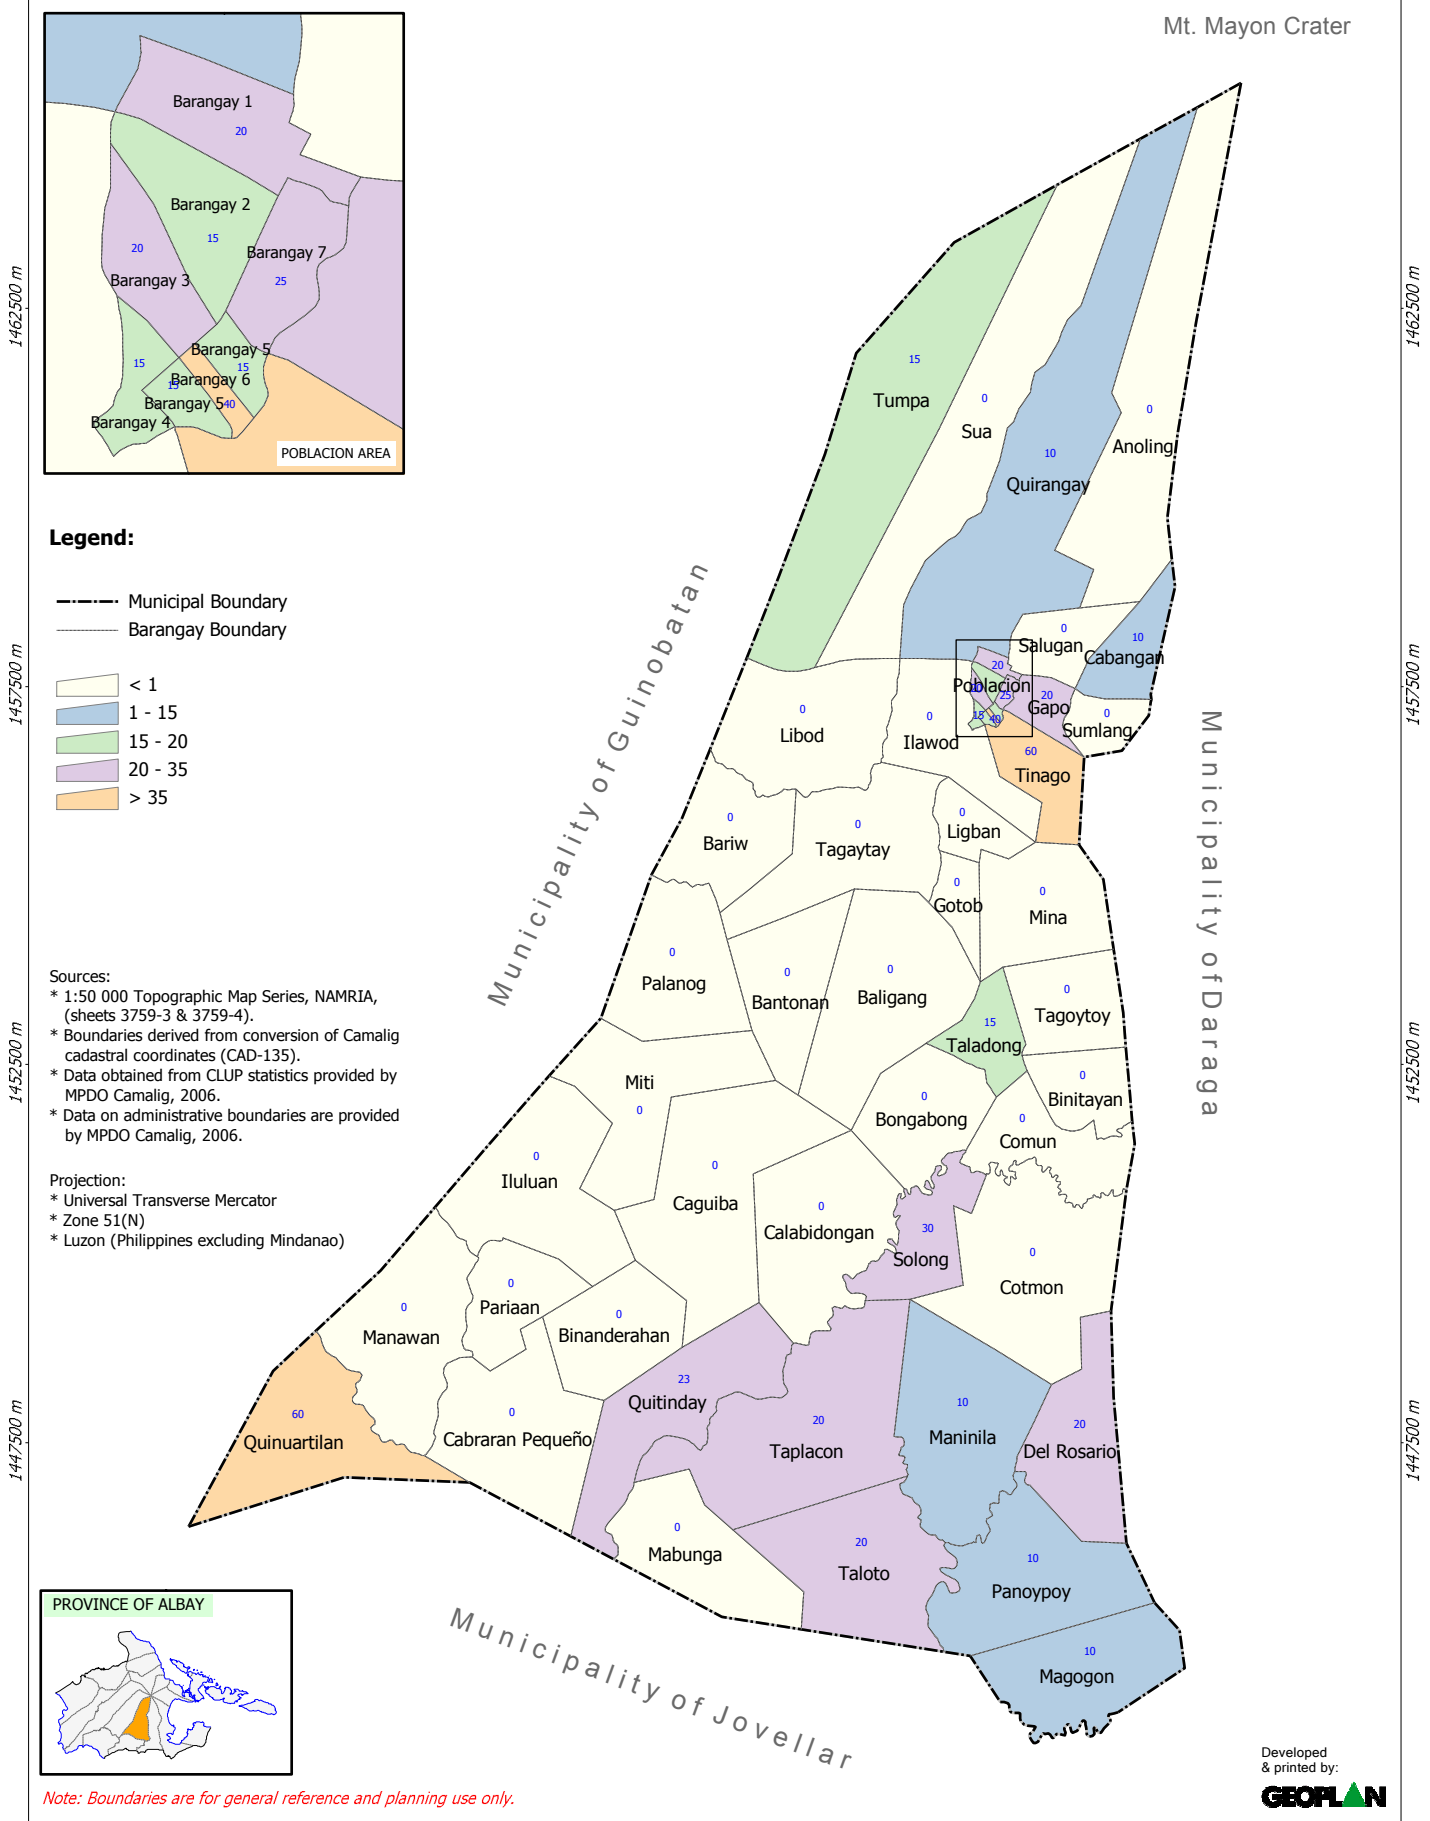 Mt. Mayon Crater
Barangay 1
20
Barangay 2
15
20
Barangay 3
Barangay 7
25
Barangay 5
15
15
Barangay 6
15
Barangay 5
40
Barangay 4
POBLACION AREA
1462500 m
1462500 m
1457500 m
1457500 m
1452500 m
1452500 m
1447500 m
1447500 m
Legend:
Municipal Boundary
Barangay Boundary
< 1
1 - 15
15 - 20
20 - 35
> 35
Sources:
* 1:50 000 Topographic Map Series, NAMRIA,
(sheets 3759-3 & 3759-4).
* Boundaries derived from conversion of Camalig
cadastral coordinates (CAD-135).
* Data obtained from CLUP statistics provided by
MPDO Camalig, 2006.
* Data on administrative boundaries are provided
by MPDO Camalig, 2006.
Projection:
* Universal Transverse Mercator
* Zone 51(N)
* Luzon (Philippines excluding Mindanao)
Municipality of Guinobatan
Municipality of Daraga
Municipality of Jovellar
15
Tumpa
0
Sua
10
Quirangay
0
Anoling
0
Salugan
10
Cabangan
20
Poblacion
25
15
40
20
Gapo
0
Sumlang
0
Libod
0
Ilawod
60
Tinago
0
Bariw
0
Tagaytay
0
Ligban
0
Gotob
0
Mina
0
Palanog
0
Bantonan
0
Baligang
15
Taladong
0
Tagoytoy
0
Binitayan
Miti
0
0
Bongabong
0
Comun
0
Iluluan
0
Caguiba
0
Calabidongan
30
Solong
0
Cotmon
0
Manawan
0
Pariaan
0
Binanderahan
60
Quinuartilan
0
Cabraran Pequeño
23
Quitinday
20
Taplacon
10
Maninila
20
Del Rosario
0
Mabunga
20
Taloto
10
Panoypoy
10
Magogon
PROVINCE OF ALBAY
Note: Boundaries are for general reference and planning use only.
Developed
& printed by:
GEOPLAN